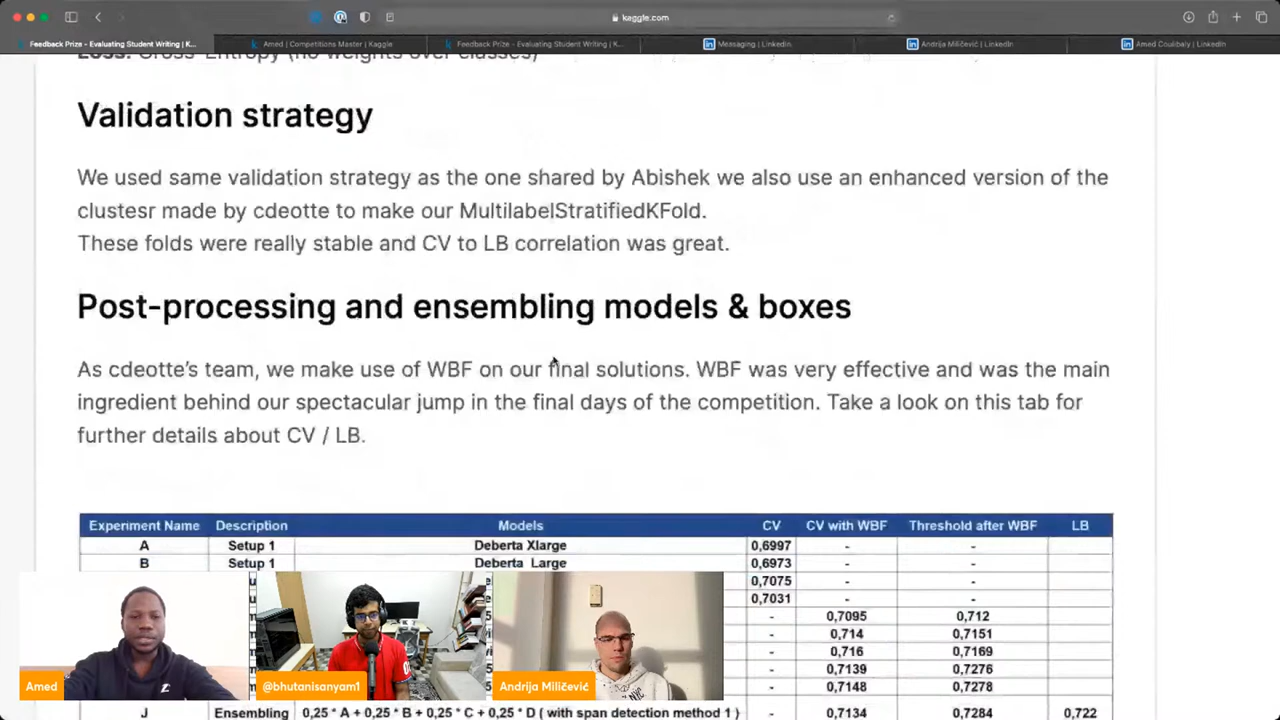 kaggle.com
Feedback Prize - Evaluating Student Writing | K...
Amed | Competitions Master | Kaggle
Feedback Prize - Evaluating Student Writing | K...
Messaging | LinkedIn
Andrija Miličević | LinkedIn
Amed Coulibaly | LinkedIn
Loss: Cross-Entropy (no weights over classes)
Validation strategy
We used same validation strategy as the one shared by Abishek we also use an enhanced version of the
clustesr made by cdeotte to make our MultilabelStratifiedKFold.
These folds were really stable and CV to LB correlation was great.
Post-processing and ensembling models & boxes
As cdeotte's team, we make use of WBF on our final solutions. WBF was very effective and was the main
ingredient behind our spectacular jump in the final days of the competition. Take a look on this tab for
further details about CV / LB.
Experiment Name Description Models CV CV with WBF Threshold after WBF LB
A Setup 1 Deberta Xlarge 0,6997 - -
B Setup 1 Deberta Large 0,6973 - -
0,7075 - -
0,7031 - -
- 0,7095 0,712
- 0,714 0,7151
- 0,716 0,7169
- 0,7139 0,7276
- 0,7148 0,7278
J Ensembling 0,25 * A + 0,25 * B + 0,25 * C + 0,25 * D ( with span detection method 1 ) - 0,7134 0,7284 0,722
Amed
@bhutanisanyam1
Andrija Miličević